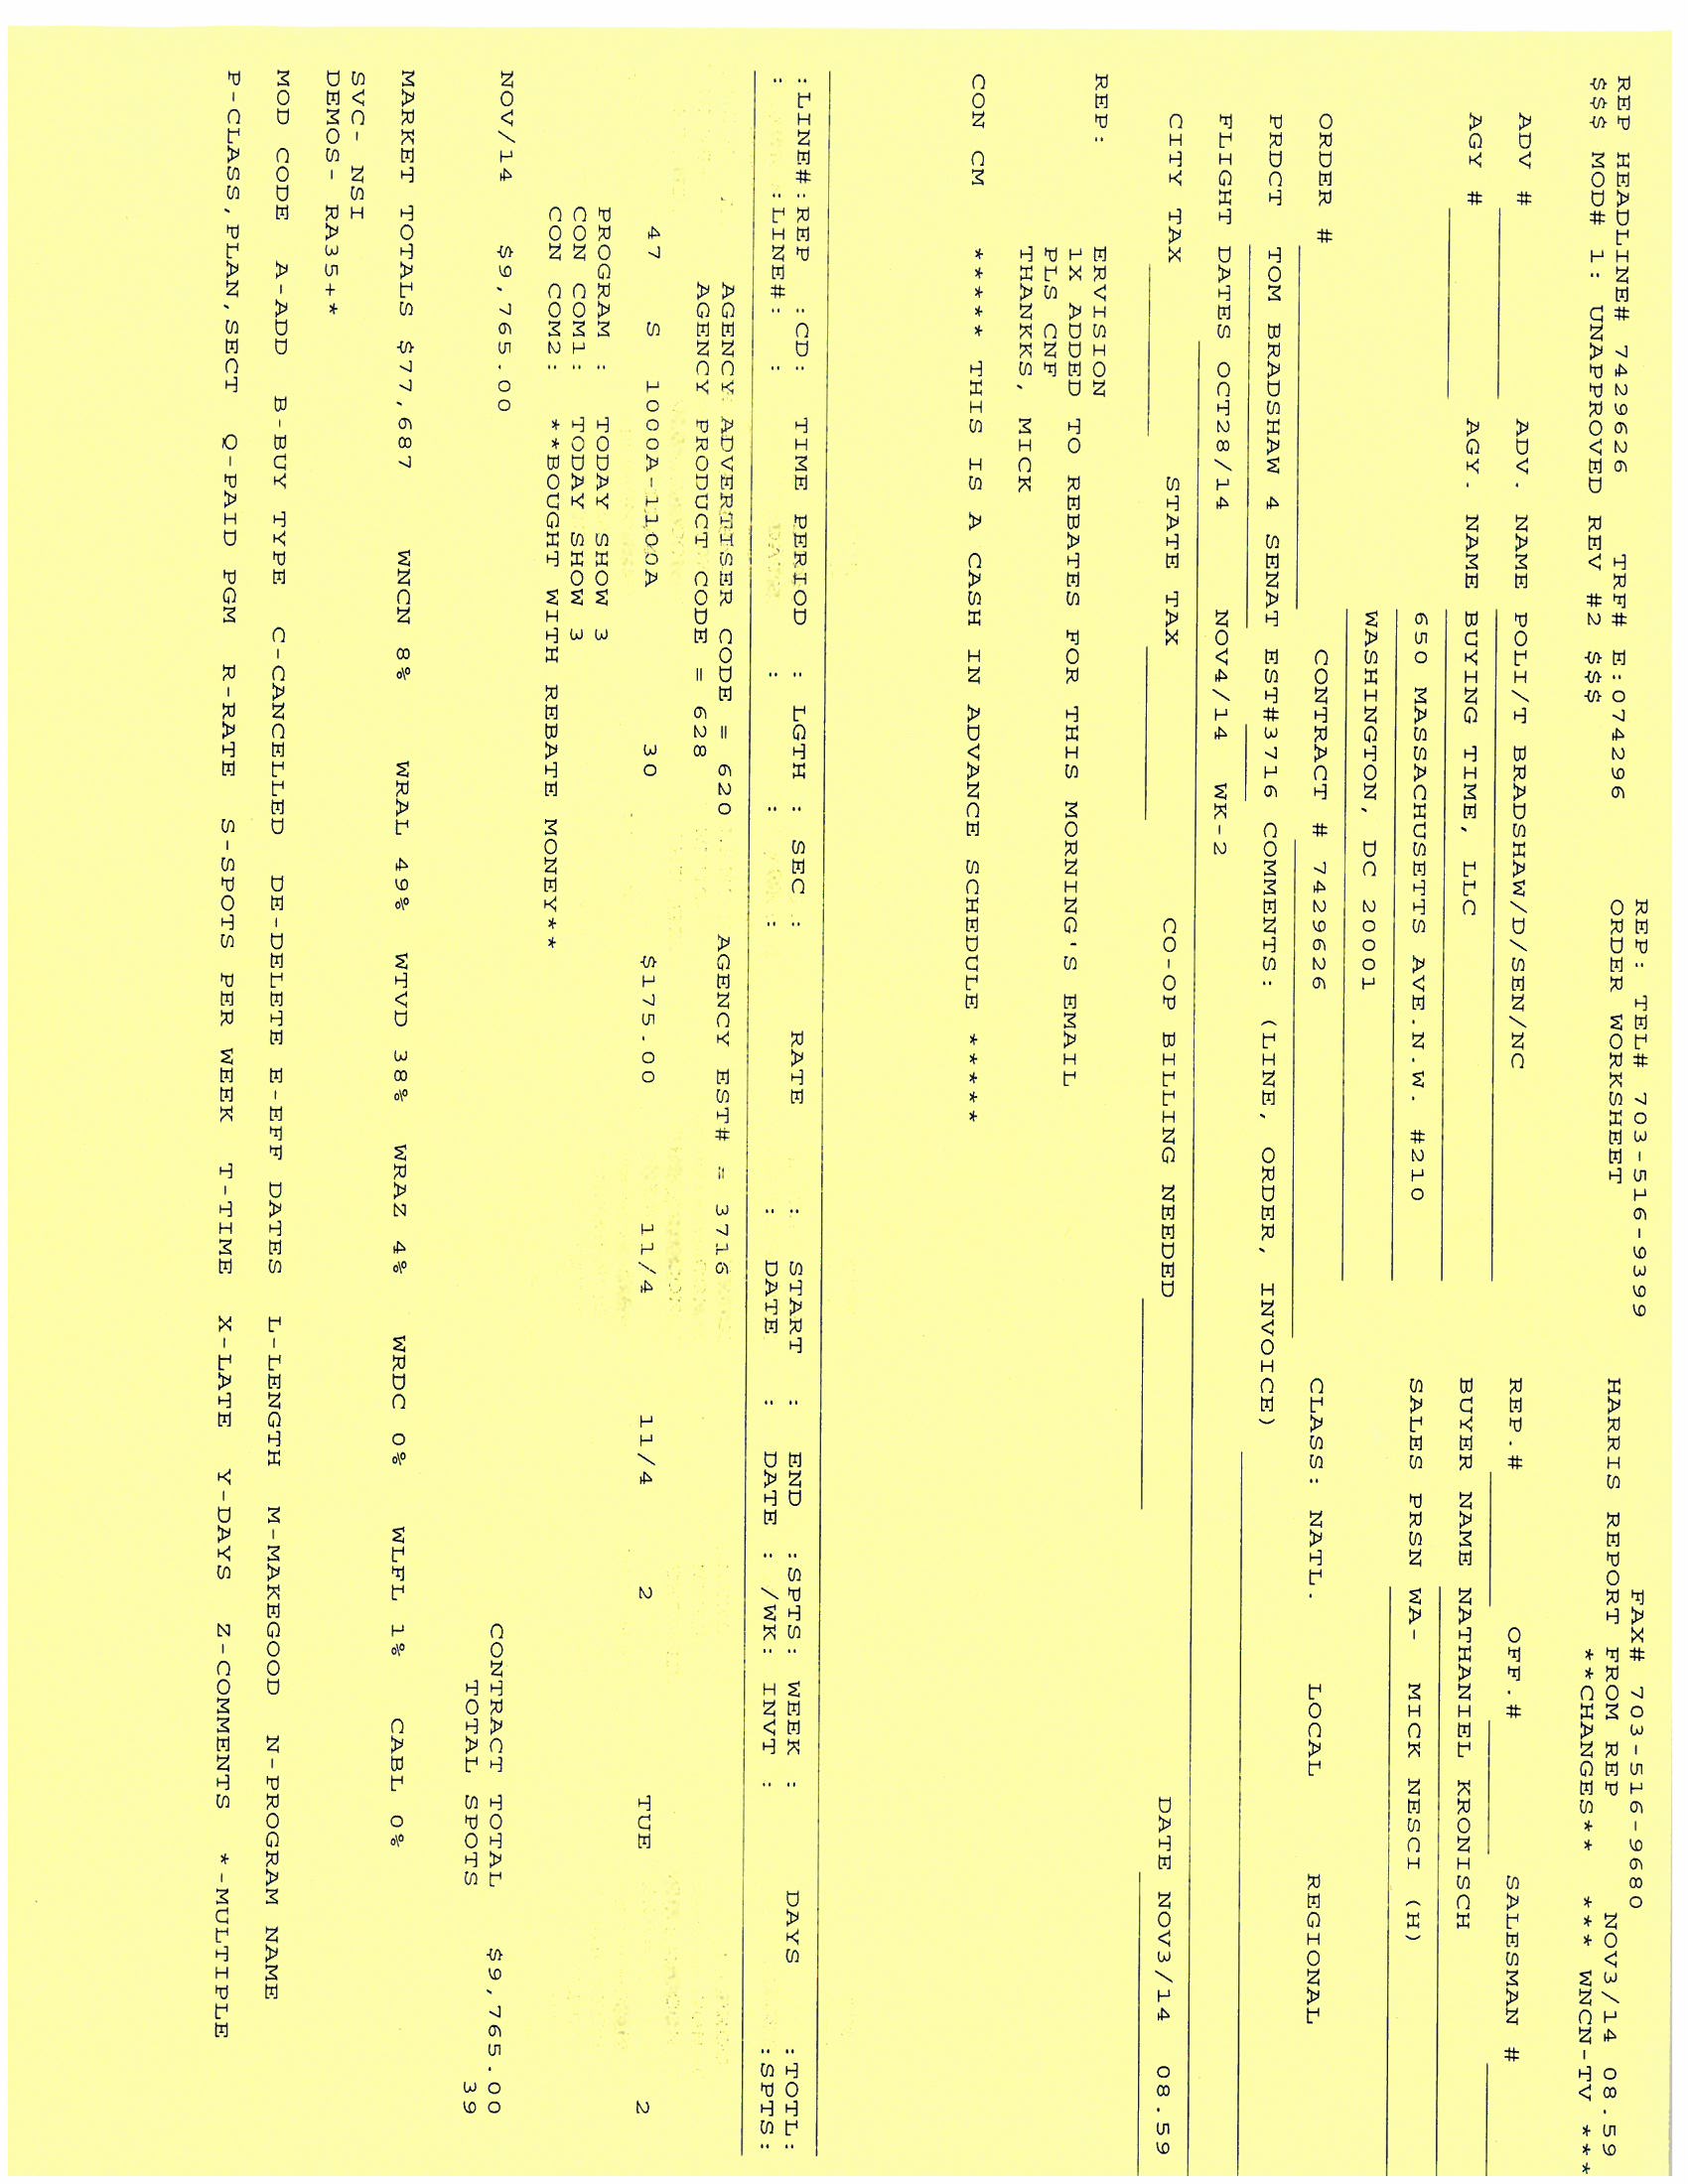 REP: TEL# 703-516-9399 FAX# 703-516-9680
REP HEADLINE# 7429626 TRF# E:074296 ORDER WORKSHEET HARRIS REPORT FROM REP NOV3/14 08.59
$$$ MOD# 1: UNAPPROVED REV #2 $$$ **CHANGES** *** WNCN-TV ***
ADV # ADV. NAME POLI/T BRADSHAW/D/SEN/NC REP.# OFF.# SALESMAN #
AGY # AGY. NAME BUYING TIME, LLC BUYER NAME NATHANIEL KRONISCH
650 MASSACHUSETTS AVE.N.W. #210 SALES PRSN WA- MICK NESCI (H)
WASHINGTON, DC 20001
ORDER # CONTRACT # 7429626 CLASS: NATL. LOCAL REGIONAL
PRDCT TOM BRADSHAW 4 SENAT EST#3716 COMMENTS: (LINE, ORDER, INVOICE)
FLIGHT DATES OCT28/14 NOV4/14 WK-2
CITY TAX STATE TAX CO-OP BILLING NEEDED DATE NOV3/14 08.59
REP: ERVISION
1X ADDED TO REBATES FOR THIS MORNING'S EMAIL
PLS CNF
THANKKS, MICK
CON CM ***** THIS IS A CASH IN ADVANCE SCHEDULE *****
:LINE#:REP :CD: TIME PERIOD : LGTH : SEC : RATE : START : END :SPTS: WEEK : DAYS :TOTL:
: :LINE#: : : : : : DATE : DATE : /WK: INVT : :SPTS:
AGENCY ADVERTISER CODE = 620 AGENCY EST# = 3716
AGENCY PRODUCT CODE = 628
47 S 1000A-1100A 30 $175.00 11/4 11/4 2 TUE 2
PROGRAM : TODAY SHOW 3
CON COM1: TODAY SHOW 3
CON COM2: **BOUGHT WITH REBATE MONEY**
NOV/14 $9,765.00 CONTRACT TOTAL $9,765.00
TOTAL SPOTS 39
MARKET TOTALS $77,687 WNCN 8% WRAL 49% WTVD 38% WRAZ 4% WRDC 0% WLFL 1% CABL 0%
SVC- NSI
DEMOS- RA35+*
MOD CODE A-ADD B-BUY TYPE C-CANCELLED DE-DELETE E-EFF DATES L-LENGTH M-MAKEGOOD N-PROGRAM NAME
P-CLASS,PLAN,SECT Q-PAID PGM R-RATE S-SPOTS PER WEEK T-TIME X-LATE Y-DAYS Z-COMMENTS *-MULTIPLE